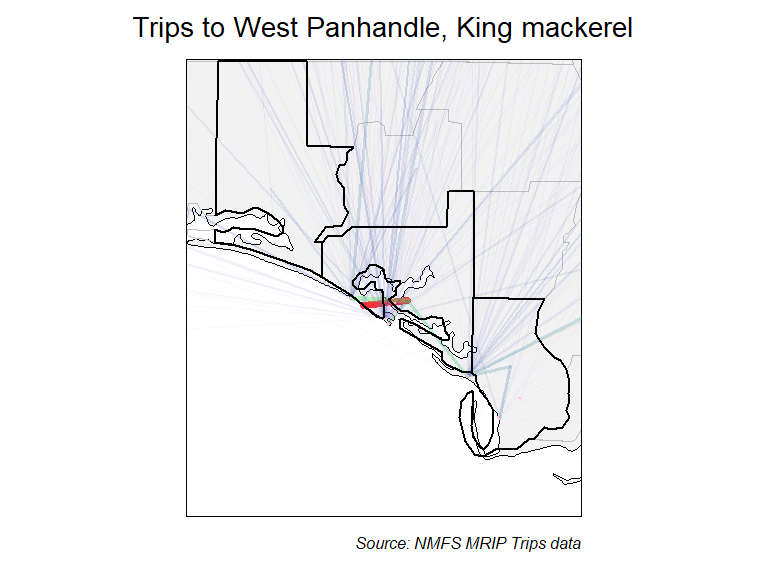 Trips to West Panhandle, King mackerel
Source: NMFS MRIP Trips data